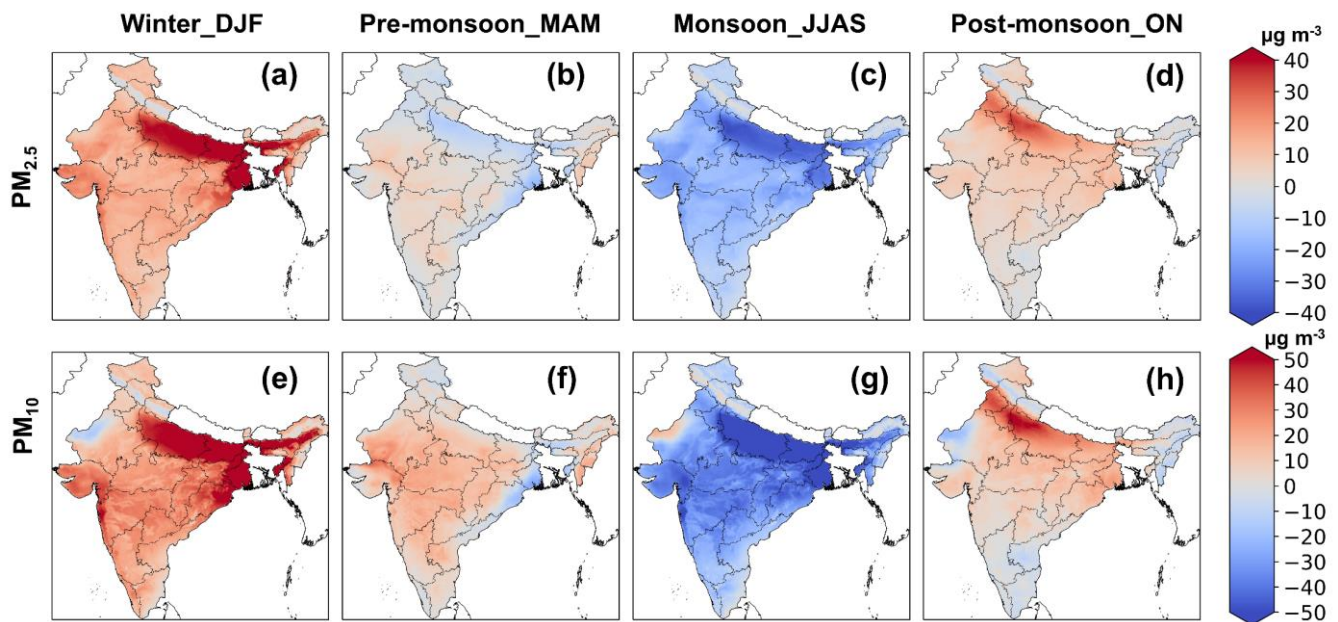 Winter_DJF Pre-monsoon_MAM Monsoon_JJAS Post-monsoon_ON
µg m-3
(a) (b) (c) (d)
PM2.5
40
30
20
10
0
−10
−20
−30
−40
µg m-3
(e) (f) (g) (h)
PM10
50
40
30
20
10
0
−10
−20
−30
−40
−50